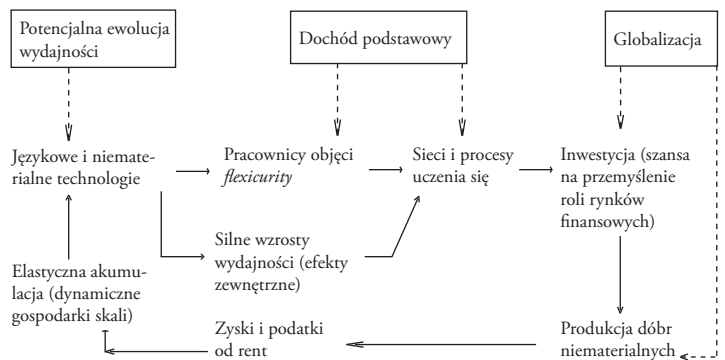 Potencjalna ewolucja
wydajności
Dochód podstawowy
Globalizacja
Językowe i niemate-
rialne technologie
Pracownicy objęci
flexicurity
Sieci i procesy
uczenia się
Inwestycja (szansa
na przemyślenie
roli rynków
finansowych)
Silne wzrosty
wydajności (efekty
zewnętrzne)
Elastyczna akumu-
lacja (dynamiczne
gospodarki skali)
Zyski i podatki
od rent
Produkcja dóbr
niematerialnych